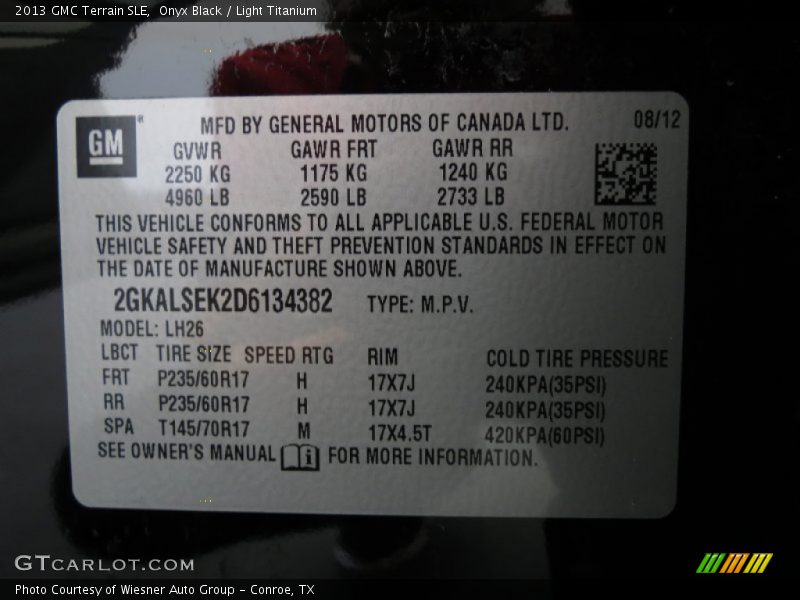 2013 GMC Terrain SLE, Onyx Black / Light Titanium
GM®
MFD BY GENERAL MOTORS OF CANADA LTD. 08/12
GVWR GAWR FRT GAWR RR
2250 KG 1175 KG 1240 KG
4960 LB 2590 LB 2733 LB
THIS VEHICLE CONFORMS TO ALL APPLICABLE U.S. FEDERAL MOTOR
VEHICLE SAFETY AND THEFT PREVENTION STANDARDS IN EFFECT ON
THE DATE OF MANUFACTURE SHOWN ABOVE.
2GKALSEK2D6134382 TYPE: M.P.V.
MODEL: LH26
LBCT TIRE SIZE SPEED RTG RIM COLD TIRE PRESSURE
FRT P235/60R17 H 17X7J 240KPA(35PSI)
RR P235/60R17 H 17X7J 240KPA(35PSI)
SPA T145/70R17 M 17X4.5T 420KPA(60PSI)
SEE OWNER'S MANUAL i FOR MORE INFORMATION.
GTCARLOT.COM
Photo Courtesy of Wiesner Auto Group - Conroe, TX